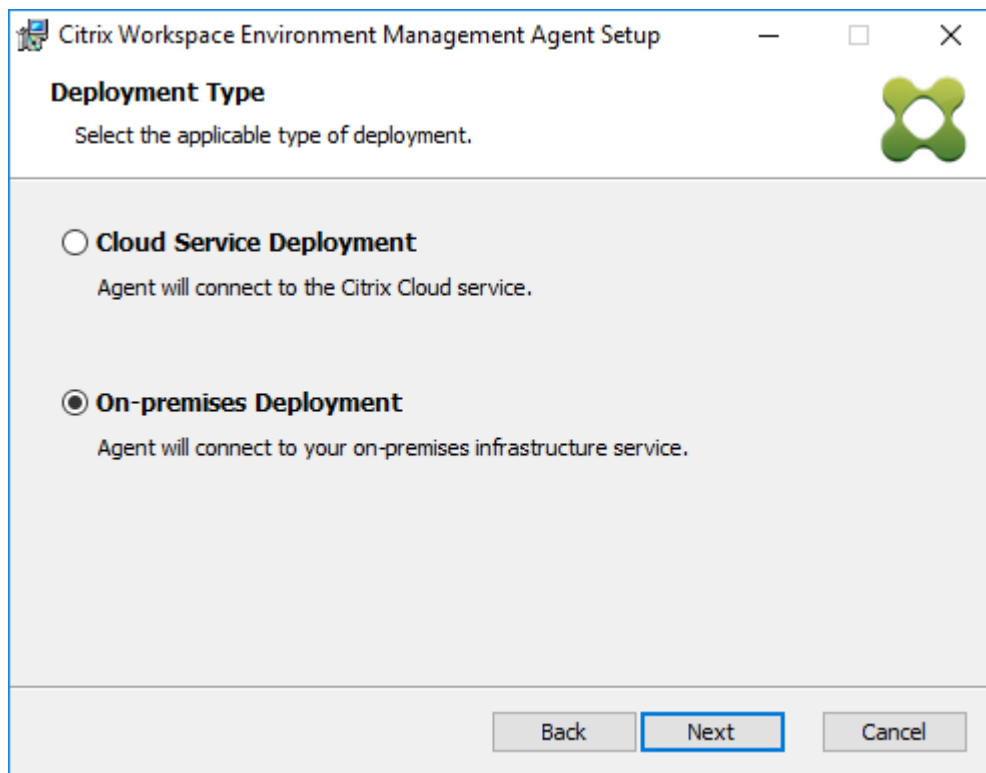 Citrix Workspace Environment Management Agent Setup
Deployment Type
Select the applicable type of deployment.
Cloud Service Deployment
Agent will connect to the Citrix Cloud service.
On-premises Deployment
Agent will connect to your on-premises infrastructure service.
Back Next Cancel